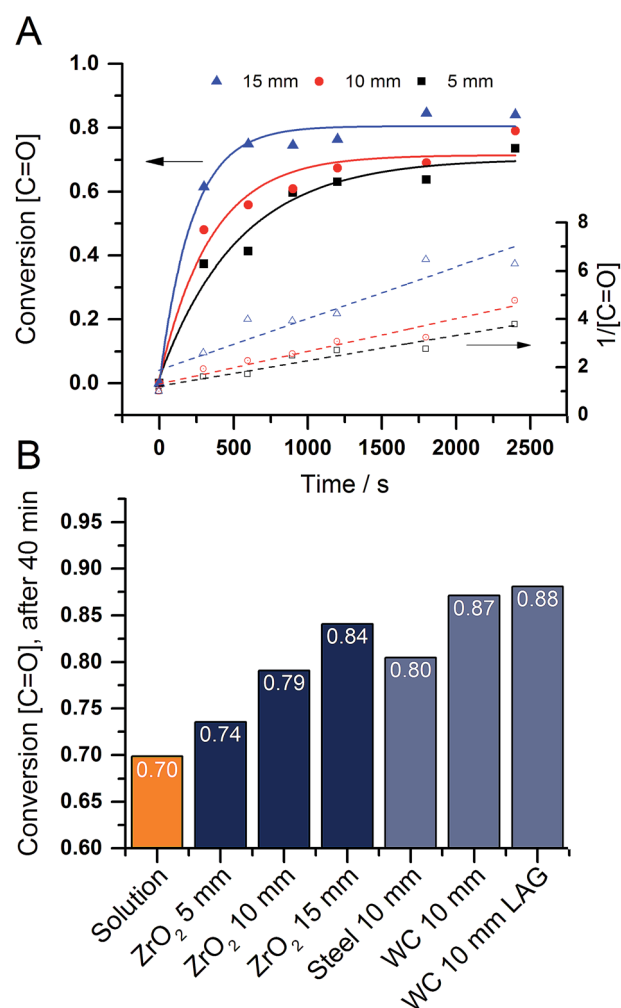 A
15 mm 10 mm 5 mm
Conversion [C=O]
1.0
0.8
0.6
0.4
0.2
0.0
8
6
4
2
0
1/[C=O]
0 500 1000 1500 2000 2500
Time / s
B
Conversion [C=O], after 40 min
0.95
0.90
0.85
0.80
0.75
0.70
0.65
0.60
0.70
0.74
0.79
0.84
0.80
0.87
0.88
Solution
ZrO₂ 5 mm
ZrO₂ 10 mm
ZrO₂ 15 mm
Steel 10 mm
WC 10 mm
WC 10 mm LAG